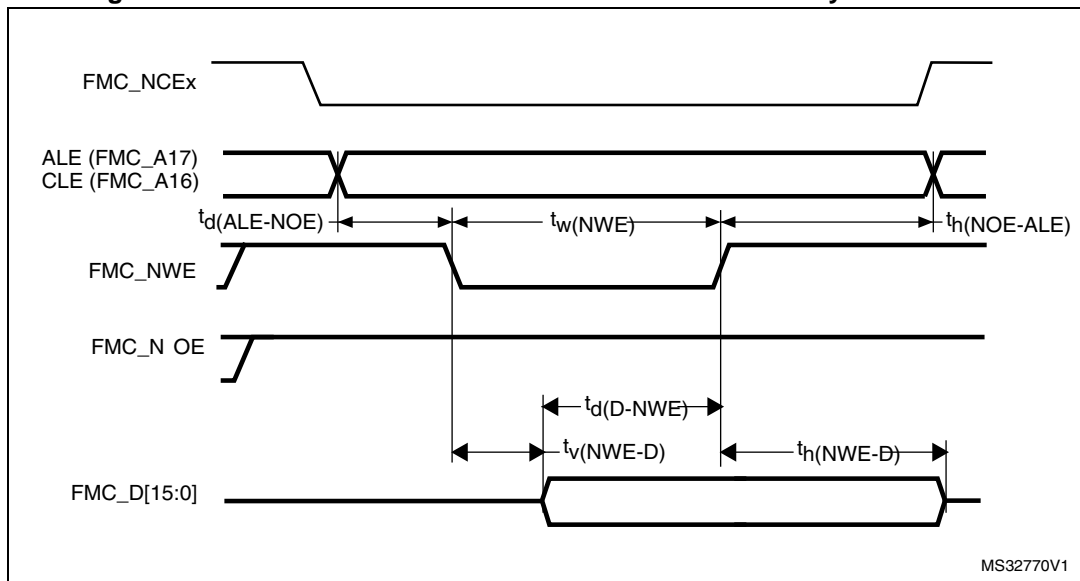 FMC_NCEx
ALE (FMC_A17)
CLE (FMC_A16)
td(ALE-NOE)
tw(NWE)
th(NOE-ALE)
FMC_NWE
FMC_N OE
td(D-NWE)
tv(NWE-D)
th(NWE-D)
FMC_D[15:0]
MS32770V1